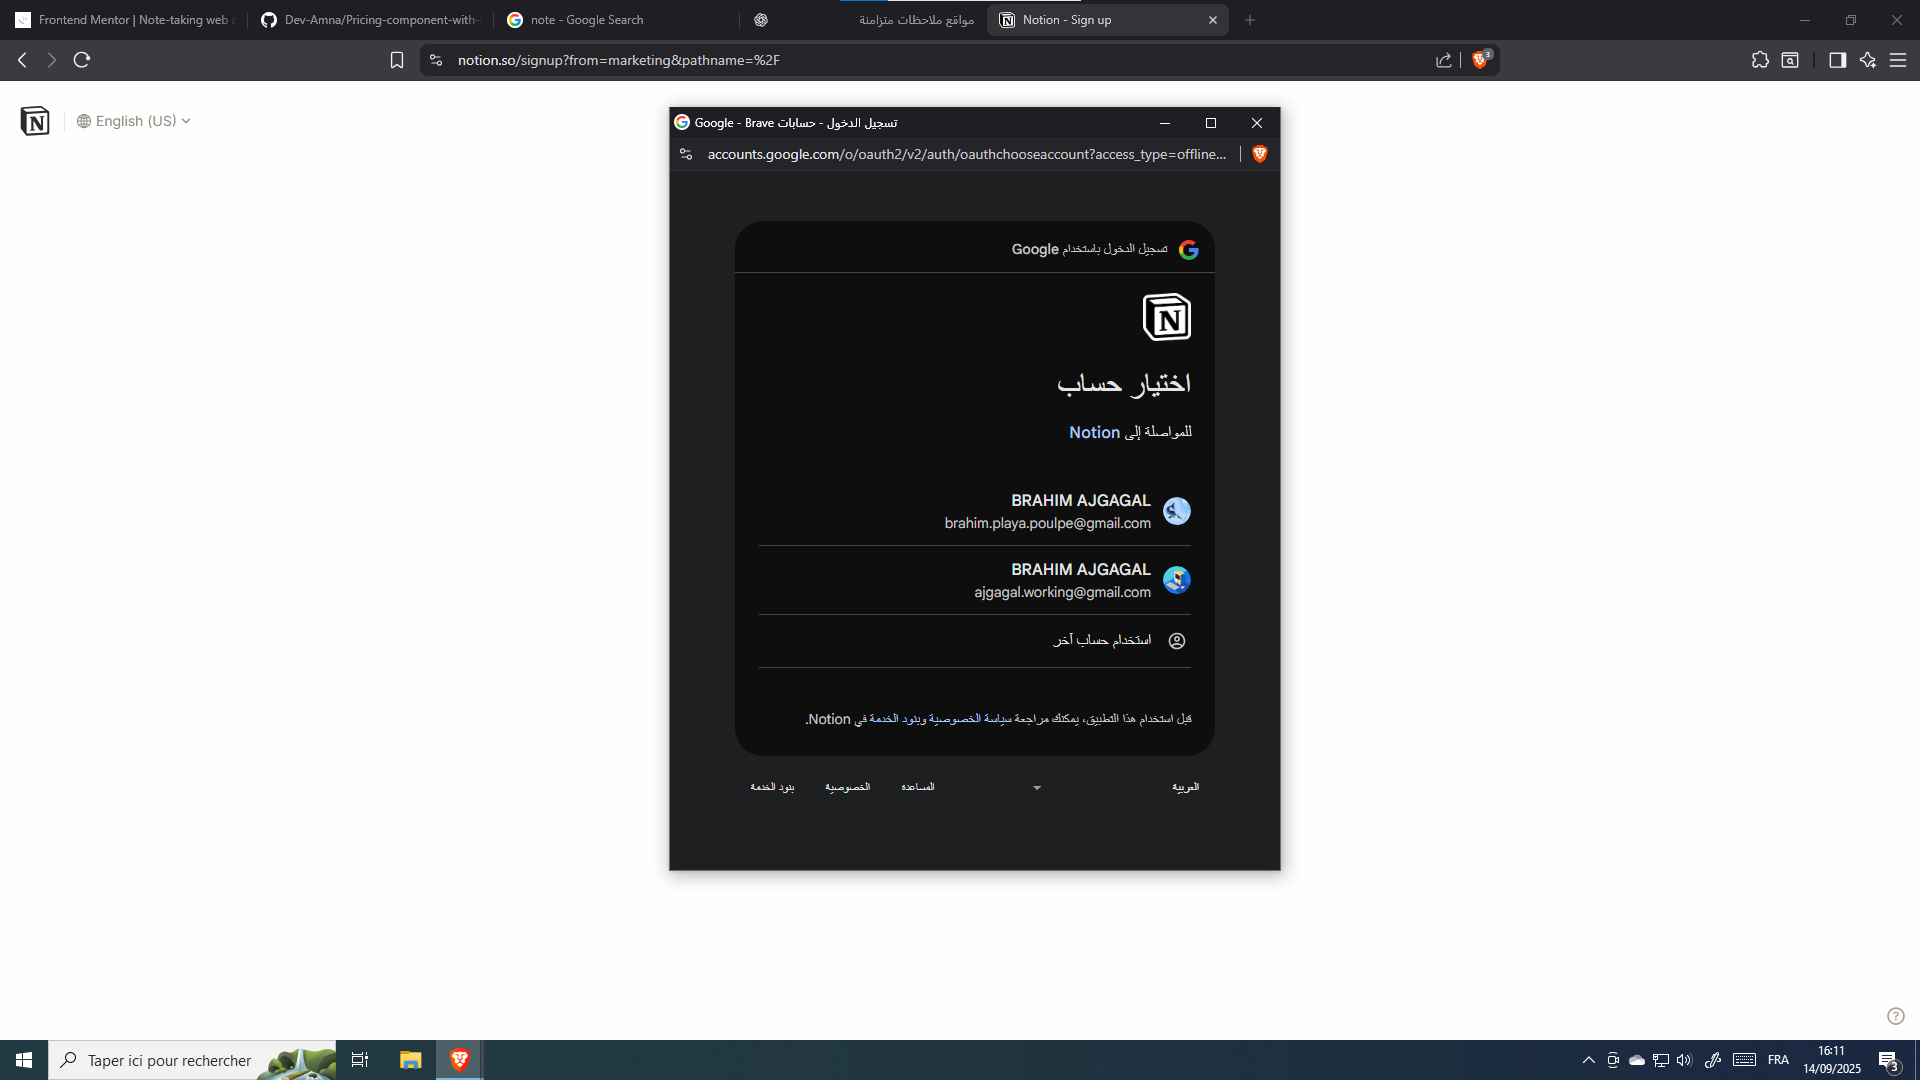 Frontend Mentor | Note-taking web
Dev-Amna/Pricing-component-with-
note - Google Search
مواقع ملاحظات متزامنة
Notion - Sign up
notion.so/signup?from=marketing&pathname=%2F
3
English (US)
تسجيل الدخول - حسابات Google - Brave
accounts.google.com/o/oauth2/v2/auth/oauthchooseaccount?access_type=offline...
تسجيل الدخول باستخدام Google
اختيار حساب
للمواصلة إلى Notion
BRAHIM AJGAGAL
brahim.playa.poulpe@gmail.com
BRAHIM AJGAGAL
ajgagal.working@gmail.com
استخدام حساب آخر
قبل استخدام هذا التطبيق، يمكنك مراجعة سياسة الخصوصية وبنود الخدمة في Notion.
العربية
المساعدة
الخصوصية
بنود الخدمة
Taper ici pour rechercher
FRA
16:11
14/09/2025
3